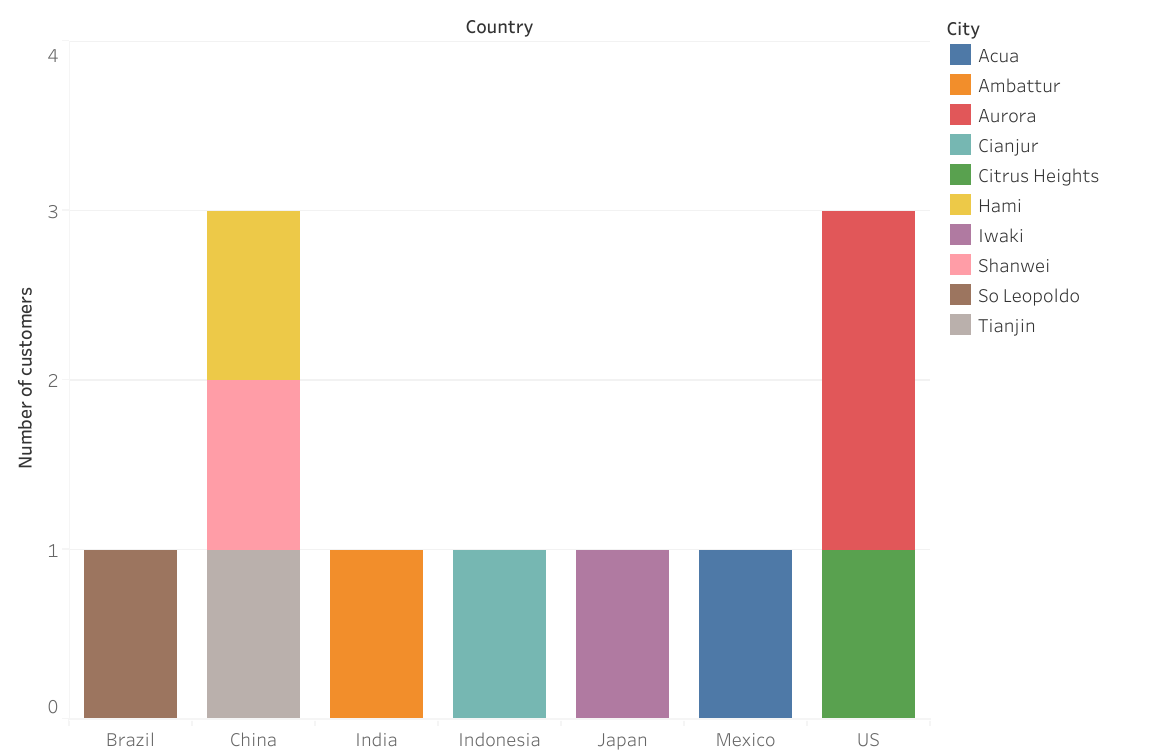 Country
City
Acua
Ambattur
Aurora
Cianjur
Citrus Heights
Hami
Iwaki
Shanwei
So Leopoldo
Tianjin
Number of customers
4
3
2
1
0
Brazil
China
India
Indonesia
Japan
Mexico
US